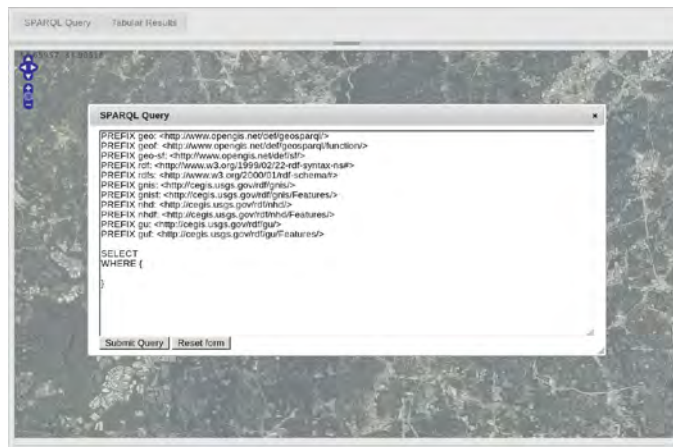 SPARQL Query Tabular Results
SPARQL Query ×
PREFIX geo: <http://www.opengis.net/def/geosparql/>
PREFIX geof: <http://www.opengis.net/def/geosparql/function/>
PREFIX geo-sf: <http://www.opengis.net/def/sf/>
PREFIX rdf: <http://www.w3.org/1999/02/22-rdf-syntax-ns#>
PREFIX rdfs: <http://www.w3.org/2000/01/rdf-schema#>
PREFIX gnis: <http://cegis.usgs.gov/rdf/gnis/>
PREFIX gnisf: <http://cegis.usgs.gov/rdf/gnis/Features/>
PREFIX nhd: <http://cegis.usgs.gov/rdf/nhd/>
PREFIX nhdf: <http://cegis.usgs.gov/rdf/nhd/Features/>
PREFIX gu: <http://cegis.usgs.gov/rdf/gu/>
PREFIX guf: <http://cegis.usgs.gov/rdf/gu/Features/>
SELECT
WHERE {
}
Submit Query Reset form